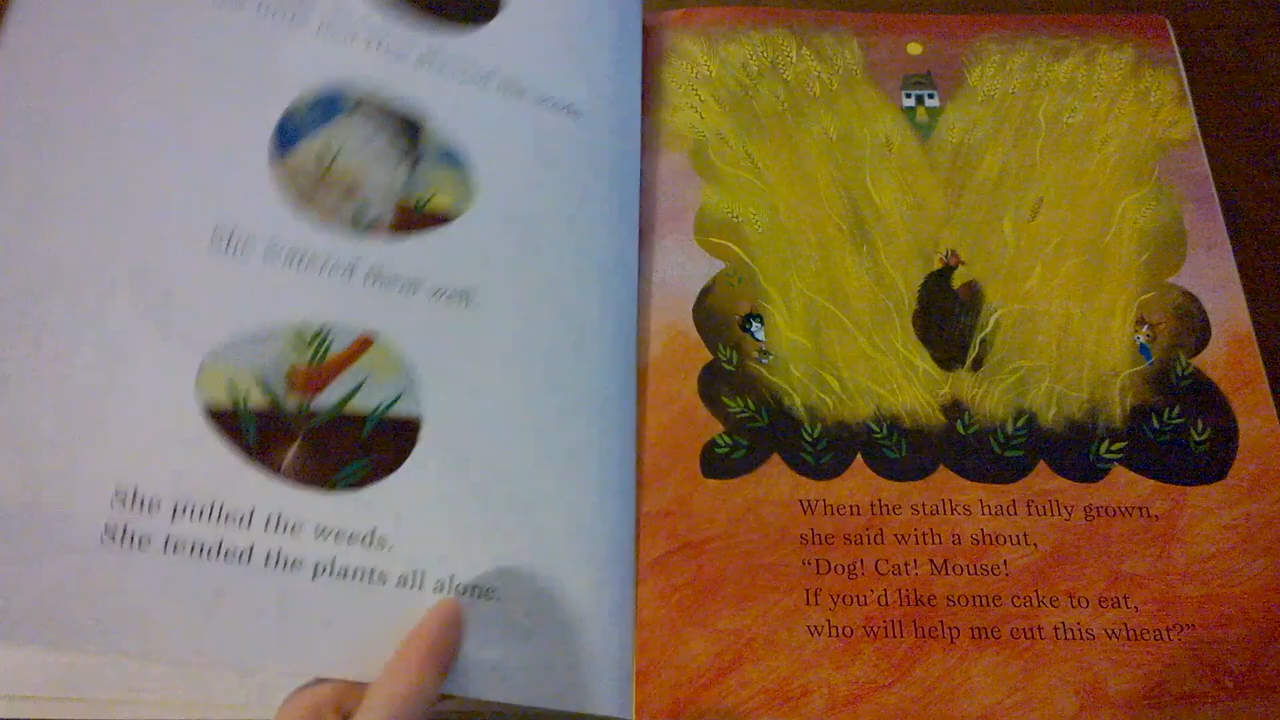 She watered them well.
She pulled the weeds.
She tended the plants all alone.
When the stalks had fully grown,
she said with a shout,
“Dog! Cat! Mouse!
If you’d like some cake to eat,
who will help me cut this wheat?”